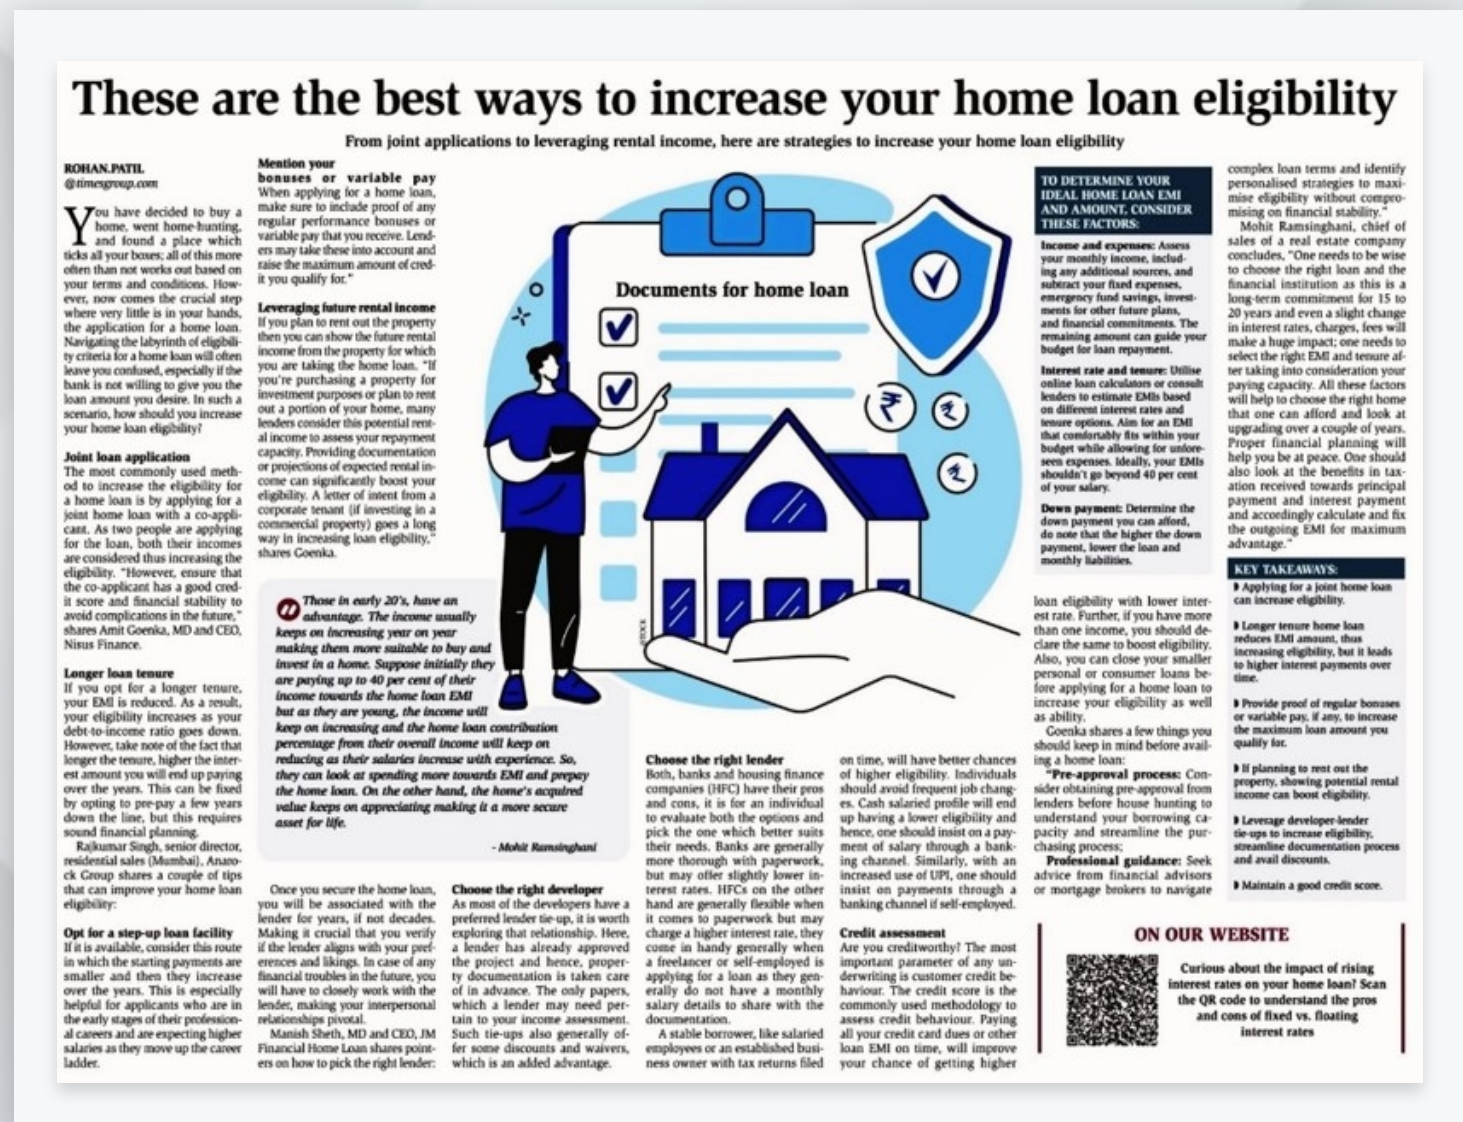 These are the best ways to increase your home loan eligibility
From joint applications to leveraging rental income, here are strategies to increase your home loan eligibility
ROHAN.PATIL
@timesgroup.com
You have decided to buy a
home, went home-hunting,
and found a place which
ticks all your boxes; all of this more
often than not works out based on
your terms and conditions. How-
ever, now comes the crucial step
where very little is in your hands,
the application for a home loan.
Navigating the labyrinth of eligibili-
ty criteria for a home loan will often
leave you confused, especially if the
bank is not willing to give you the
loan amount you desire. In such a
scenario, how should you increase
your home loan eligibility?
Joint loan application
The most commonly used meth-
od to increase the eligibility for
a home loan is by applying for a
joint home loan with a co-appli-
cant. As two people are applying
for the loan, both their incomes
are considered thus increasing the
eligibility. "However, ensure that
the co-applicant has a good cred-
it score and financial stability to
avoid complications in the future,"
shares Amit Goenka, MD and CEO,
Nisus Finance.
Longer loan tenure
If you opt for a longer tenure,
your EMI is reduced. As a result,
your eligibility increases as your
debt-to-income ratio goes down.
However, take note of the fact that
longer the tenure, higher the inter-
est amount you will end up paying
over the years. This can be fixed
by opting to pre-pay a few years
down the line, but this requires
sound financial planning.
Rajkumar Singh, senior director,
residential sales (Mumbai), Anaro-
ck Group shares a couple of tips
that can improve your home loan
eligibility:
Opt for a step-up loan facility
If it is available, consider this route
in which the starting payments are
smaller and then they increase
over the years. This is especially
helpful for applicants who are in
the early stages of their profession-
al careers and are expecting higher
salaries as they move up the career
ladder.
Mention your
bonuses or variable pay
When applying for a home loan,
make sure to include proof of any
regular performance bonuses or
variable pay that you receive. Lend-
ers may take these into account and
raise the maximum amount of cred-
it you qualify for."
Leveraging future rental income
If you plan to rent out the property
then you can show the future rental
income from the property for which
you are taking the home loan. "If
you're purchasing a property for
investment purposes or plan to rent
out a portion of your home, many
lenders consider this potential rent-
al income to assess your repayment
capacity. Providing documentation
or projections of expected rental in-
come can significantly boost your
eligibility. A letter of intent from a
corporate tenant (if investing in a
commercial property) goes a long
way in increasing loan eligibility,"
shares Goenka.
Those in early 20's, have an
advantage. The income usually
keeps on increasing year on year
making them more suitable to buy and
invest in a home. Suppose initially they
are paying up to 40 per cent of their
income towards the home loan EMI
but as they are young, the income will
keep on increasing and the home loan contribution
percentage from their overall income will keep on
reducing as their salaries increase with experience. So,
they can look at spending more towards EMI and prepay
the home loan. On the other hand, the home's acquired
value keeps on appreciating making it a more secure
asset for life.
- Mohit Ramsinghani
Once you secure the home loan,
you will be associated with the
lender for years, if not decades.
Making it crucial that you verify
if the lender aligns with your pref-
erences and likings. In case of any
financial troubles in the future, you
will have to closely work with the
lender, making your interpersonal
relationships pivotal.
Manish Sheth, MD and CEO, JM
Financial Home Loan shares point-
ers on how to pick the right lender:
Choose the right developer
As most of the developers have a
preferred lender tie-up, it is worth
exploring that relationship. Here,
a lender has already approved
the project and hence, proper-
ty documentation is taken care
of in advance. The only papers,
which a lender may need per-
tain to your income assessment.
Such tie-ups also generally of-
fer some discounts and waivers,
which is an added advantage.
Documents for home loan
iSTOCK
Choose the right lender
Both, banks and housing finance
companies (HFC) have their pros
and cons, it is for an individual
to evaluate both the options and
pick the one which better suits
their needs. Banks are generally
more thorough with paperwork,
but may offer slightly lower in-
terest rates. HFCs on the other
hand are generally flexible when
it comes to paperwork but may
charge a higher interest rate, they
come in handy generally when
a freelancer or self-employed is
applying for a loan as they gen-
erally do not have a monthly
salary details to share with the
documentation.
A stable borrower, like salaried
employees or an established busi-
ness owner with tax returns filed
on time, will have better chances
of higher eligibility. Individuals
should avoid frequent job chang-
es. Cash salaried profile will end
up having a lower eligibility and
hence, one should insist on a pay-
ment of salary through a bank-
ing channel. Similarly, with an
increased use of UPI, one should
insist on payments through a
banking channel if self-employed.
Credit assessment
Are you creditworthy? The most
important parameter of any un-
derwriting is customer credit be-
haviour. The credit score is the
commonly used methodology to
assess credit behaviour. Paying
all your credit card dues or other
loan EMI on time, will improve
your chance of getting higher
TO DETERMINE YOUR
IDEAL HOME LOAN EMI
AND AMOUNT, CONSIDER
THESE FACTORS:
Income and expenses: Assess
your monthly income, includ-
ing any additional sources, and
subtract your fixed expenses,
emergency fund savings, invest-
ments for other future plans,
and financial commitments. The
remaining amount can guide your
budget for loan repayment.
Interest rate and tenure: Utilise
online loan calculators or consult
lenders to estimate EMIs based
on different interest rates and
tenure options. Aim for an EMI
that comfortably fits within your
budget while allowing for unfore-
seen expenses. Ideally, your EMIs
shouldn't go beyond 40 per cent
of your salary.
Down payment: Determine the
down payment you can afford,
do note that the higher the down
payment, lower the loan and
monthly liabilities.
loan eligibility with lower inter-
est rate. Further, if you have more
than one income, you should de-
clare the same to boost eligibility.
Also, you can close your smaller
personal or consumer loans be-
fore applying for a home loan to
increase your eligibility as well
as ability.
Goenka shares a few things you
should keep in mind before avail-
ing a home loan:
"Pre-approval process: Con-
sider obtaining pre-approval from
lenders before house hunting to
understand your borrowing ca-
pacity and streamline the pur-
chasing process;
Professional guidance: Seek
advice from financial advisors
or mortgage brokers to navigate
complex loan terms and identify
personalised strategies to maxi-
mise eligibility without compro-
mising on financial stability."
Mohit Ramsinghani, chief of
sales of a real estate company
concludes, "One needs to be wise
to choose the right loan and the
financial institution as this is a
long-term commitment for 15 to
20 years and even a slight change
in interest rates, charges, fees will
make a huge impact; one needs to
select the right EMI and tenure af-
ter taking into consideration your
paying capacity. All these factors
will help to choose the right home
that one can afford and look at
upgrading over a couple of years.
Proper financial planning will
help you be at peace. One should
also look at the benefits in tax-
ation received towards principal
payment and interest payment
and accordingly calculate and fix
the outgoing EMI for maximum
advantage."
KEY TAKEAWAYS:
Applying for a joint home loan
can increase eligibility.
Longer tenure home loan
reduces EMI amount, thus
increasing eligibility, but it leads
to higher interest payments over
time.
Provide proof of regular bonuses
or variable pay, if any, to increase
the maximum loan amount you
qualify for.
If planning to rent out the
property, showing potential rental
income can boost eligibility.
Leverage developer-lender
tie-ups to increase eligibility,
streamline documentation process
and avail discounts.
Maintain a good credit score.
ON OUR WEBSITE
Curious about the impact of rising
interest rates on your home loan? Scan
the QR code to understand the pros
and cons of fixed vs. floating
interest rates